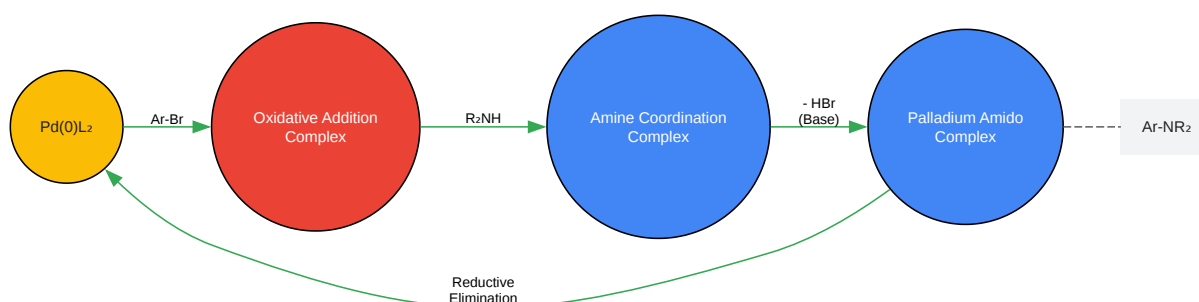 Pd(0)L₂
Ar-Br
Oxidative Addition
Complex
R₂NH
Amine Coordination
Complex
- HBr
(Base)
Palladium Amido
Complex
Ar-NR₂
Reductive
Elimination